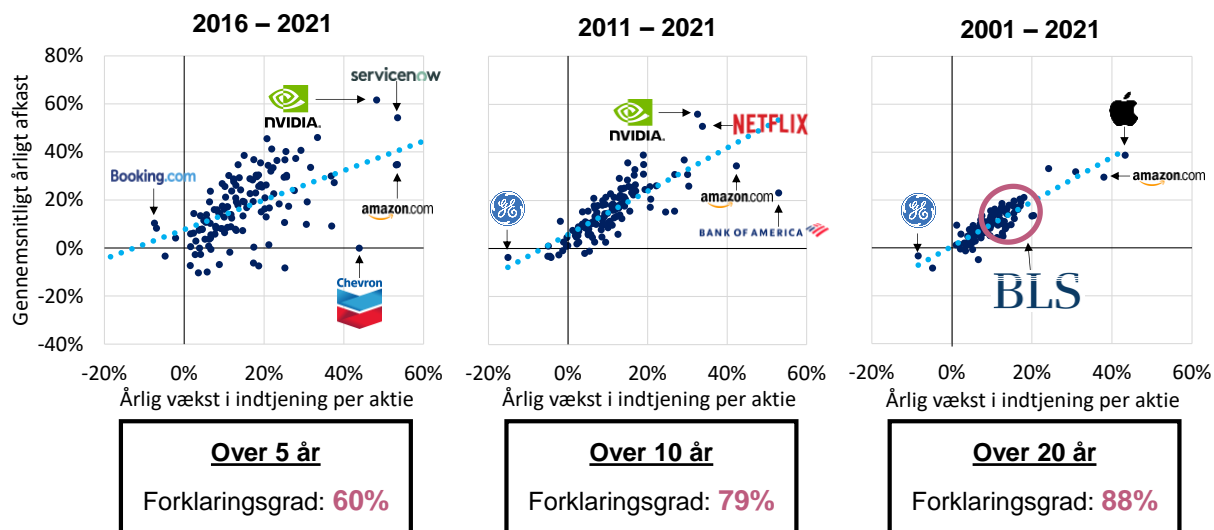 2016 – 2021
2011 – 2021
2001 – 2021
Gennemsnitligt årligt afkast
80%
60%
40%
20%
0%
-20%
-40%
servicenow
NVIDIA.
Booking.com
amazon.com
Chevron
-20%
0%
20%
40%
60%
Årlig vækst i indtjening per aktie
NVIDIA.
NETFLIX
GE
amazon.com
BANK OF AMERICA
-20%
0%
20%
40%
60%
Årlig vækst i indtjening per aktie
GE
amazon.com
BLS
-20%
0%
20%
40%
60%
Årlig vækst i indtjening per aktie
Over 5 år
Forklaringsgrad: 60%
Over 10 år
Forklaringsgrad: 79%
Over 20 år
Forklaringsgrad: 88%